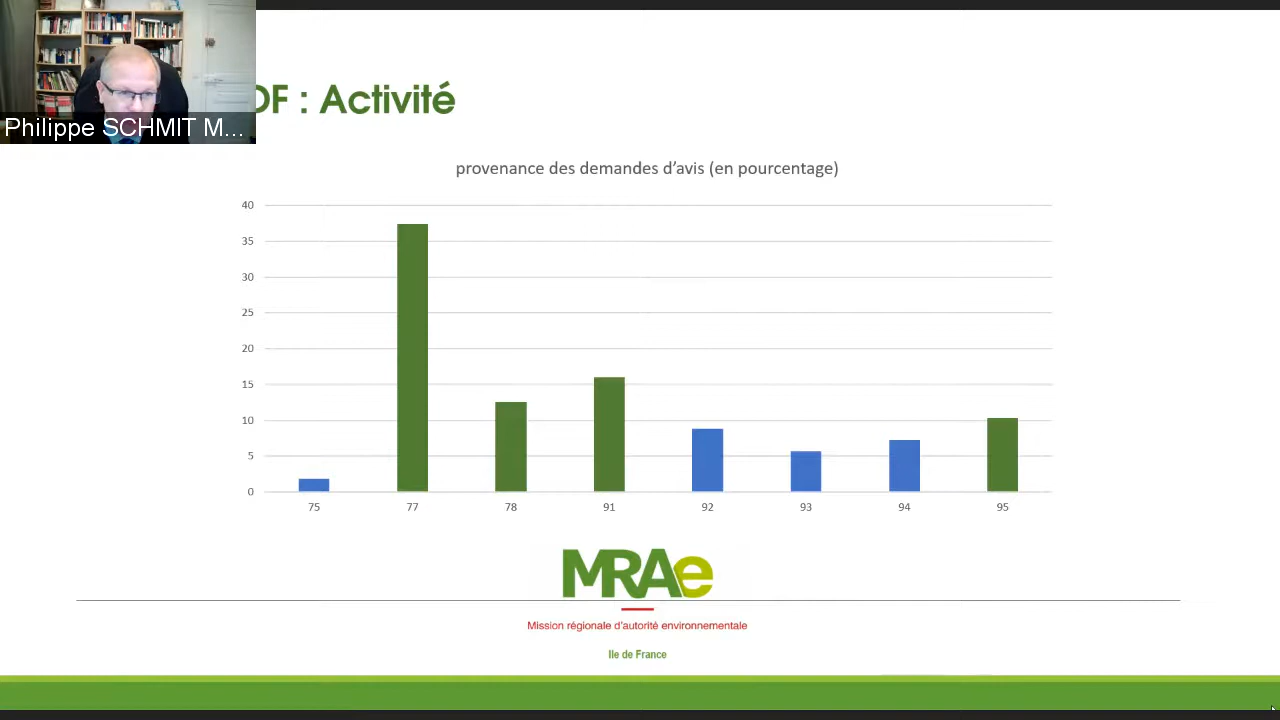 DF : Activité
Philippe SCHMIT M...
provenance des demandes d'avis (en pourcentage)
40
35
30
25
20
15
10
5
0
75 77 78 91 92 93 94 95
MRAe
Mission régionale d'autorité environnementale
Ile de France